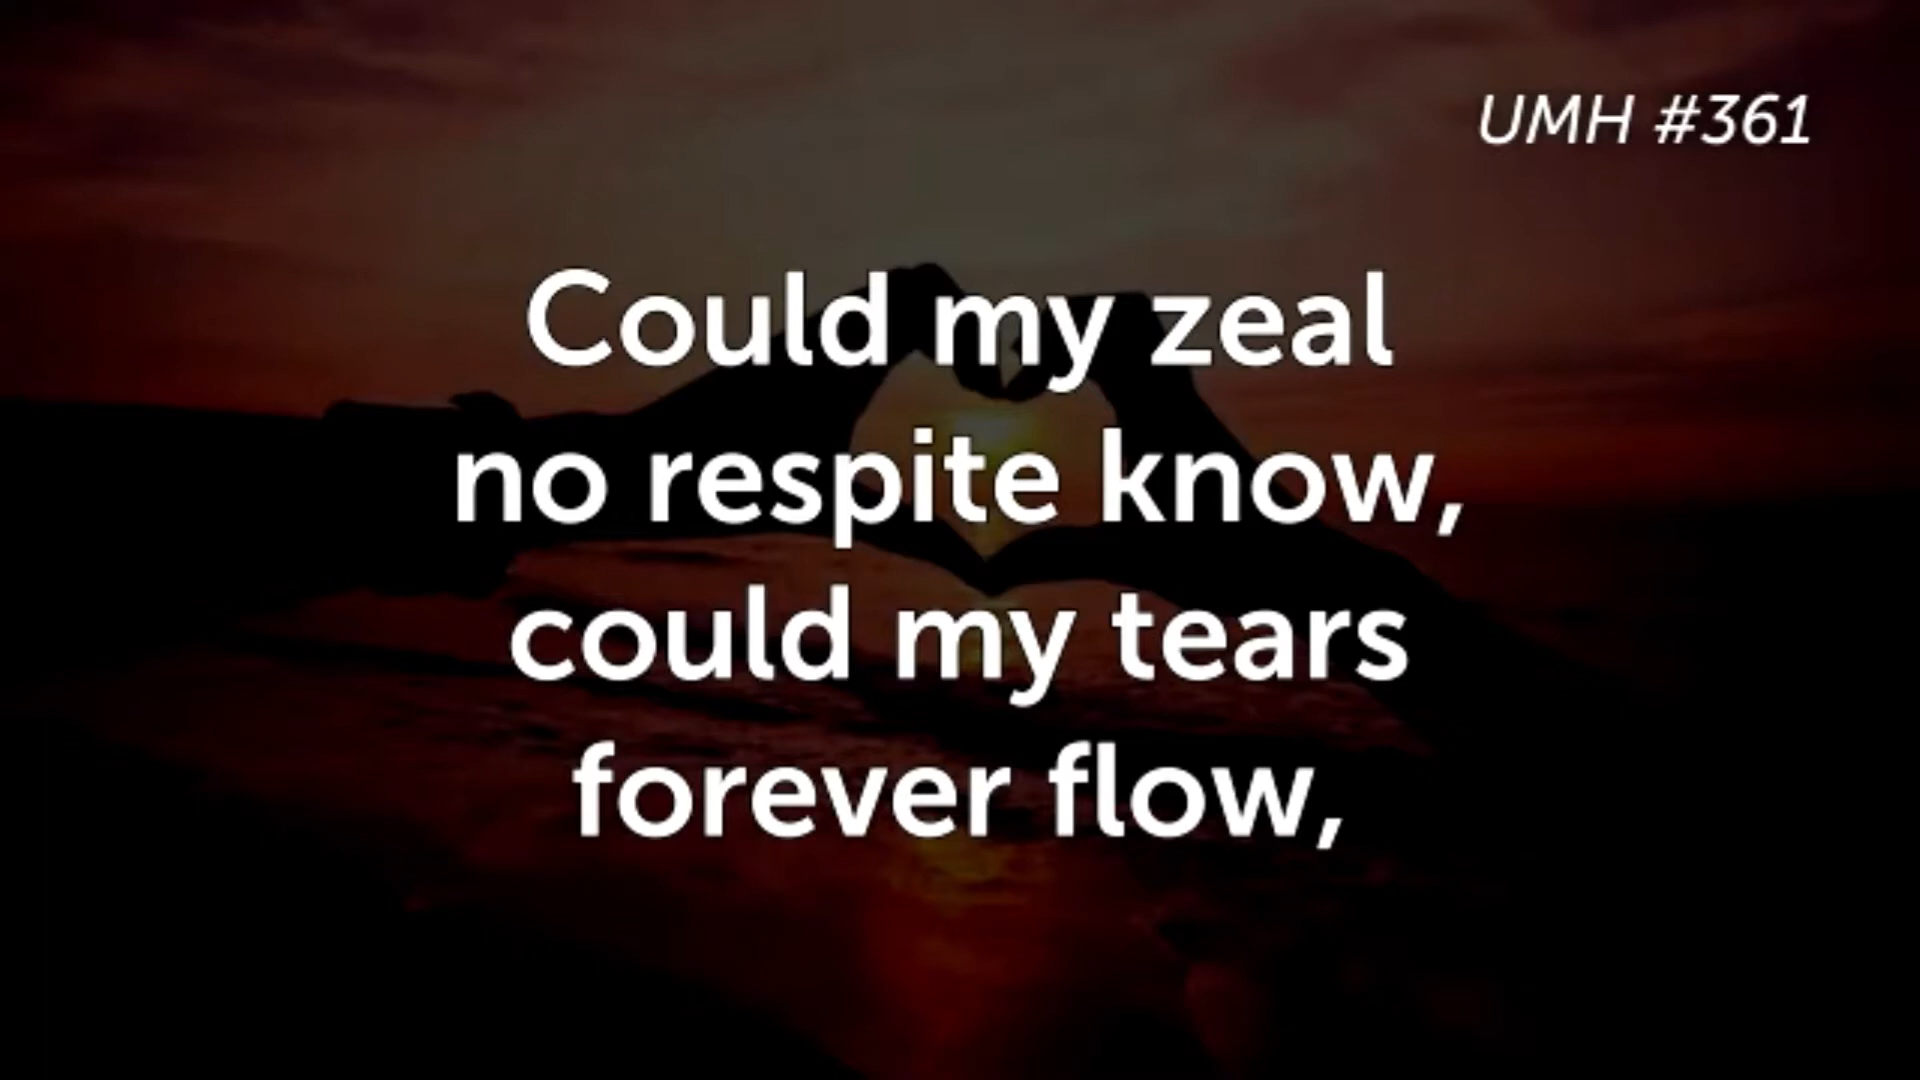 UMH #361
Could my zeal
no respite know,
could my tears
forever flow,